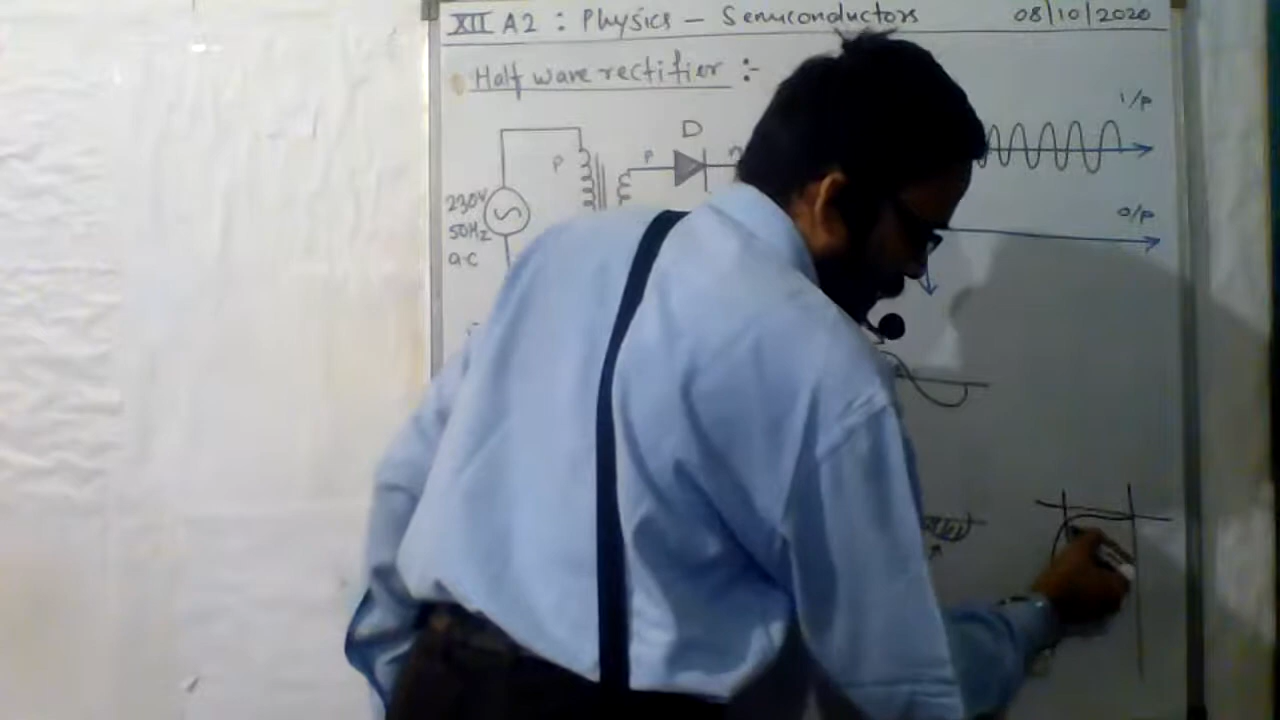 XII A2 : Physics - Semiconductors 08/10/2020
Half wave rectifier :-
I/P
D
P P n
230V
50Hz
a.c
O/P